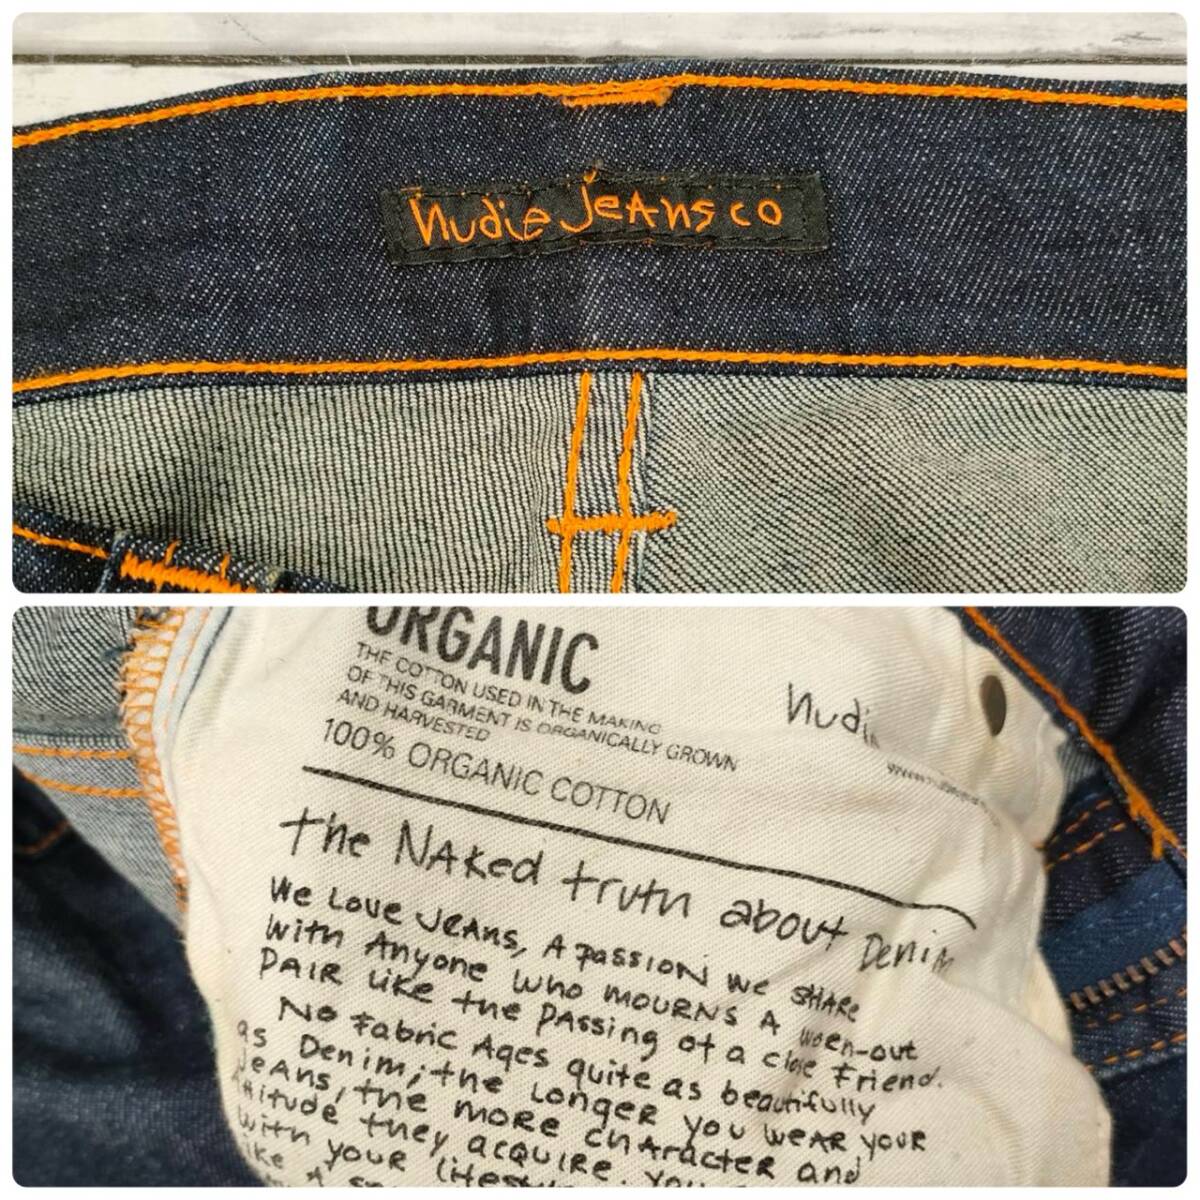 Nudie Jeans co
ORGANIC
THE COTTON USED IN THE MAKING
OF THIS GARMENT IS ORGANICALLY GROWN
AND HARVESTED
100% ORGANIC COTTON
the NAked truth about Denim
We Love JEAns, A passion we sHARe
with Anyone who mourns A worn-out
PAIR Like the PAssing of a close Friend.
No Fabric Ages quite as beautifully
as Denim; the Longer you weAR youR
JeAns, the moRe chARActer and
Attitude they AcquiRe. You
with youR Lifesty